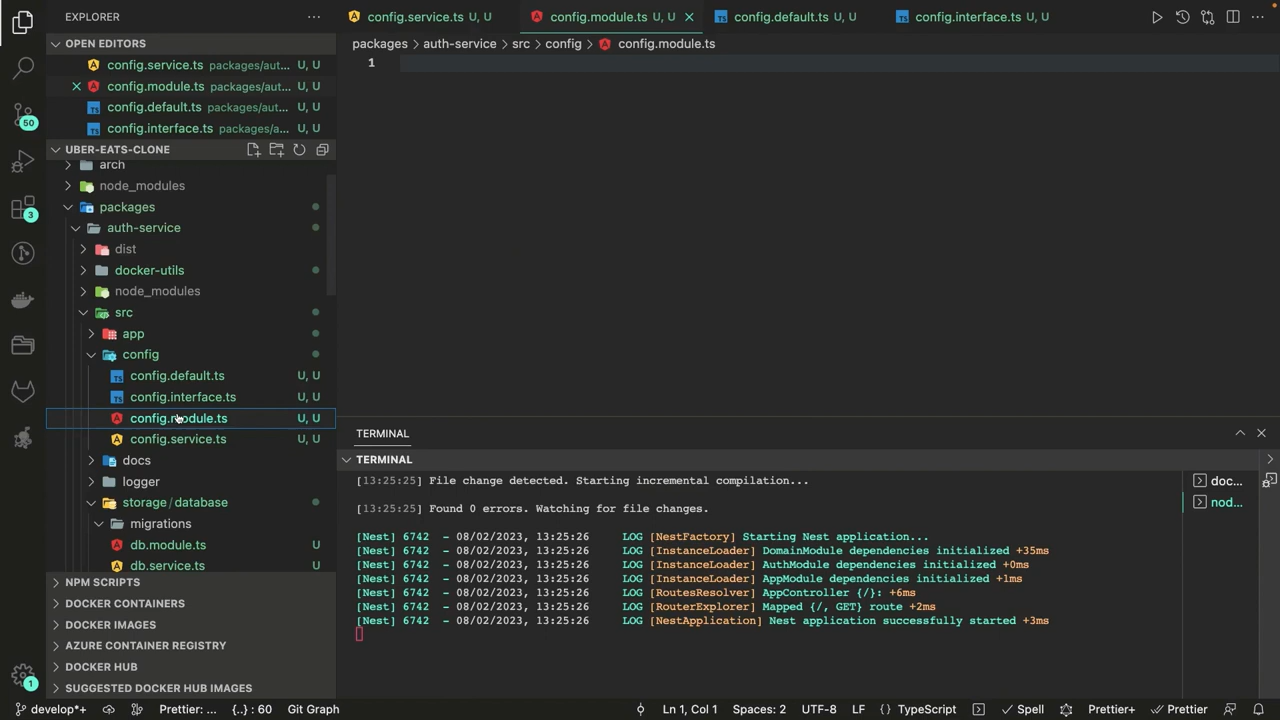 EXPLORER
OPEN EDITORS
config.service.ts packages/aut... U, U
config.module.ts packages/aut... U, U
config.default.ts packages/aut... U, U
config.interface.ts packages/a... U, U
UBER-EATS-CLONE
arch
node_modules
packages
auth-service
dist
docker-utils
node_modules
src
app
config
config.default.ts U, U
config.interface.ts U, U
config.module.ts U, U
config.service.ts U, U
docs
logger
storage / database
migrations
db.module.ts U
db.service.ts U
NPM SCRIPTS
DOCKER CONTAINERS
DOCKER IMAGES
AZURE CONTAINER REGISTRY
DOCKER HUB
SUGGESTED DOCKER HUB IMAGES
50
3
1
config.service.ts U, U
config.module.ts U, U
config.default.ts U, U
config.interface.ts U, U
packages > auth-service > src > config > config.module.ts
1
TERMINAL
TERMINAL
[13:25:25] File change detected. Starting incremental compilation...
[13:25:25] Found 0 errors. Watching for file changes.
[Nest] 6742 - 08/02/2023, 13:25:26 LOG [NestFactory] Starting Nest application...
[Nest] 6742 - 08/02/2023, 13:25:26 LOG [InstanceLoader] DomainModule dependencies initialized +35ms
[Nest] 6742 - 08/02/2023, 13:25:26 LOG [InstanceLoader] AuthModule dependencies initialized +0ms
[Nest] 6742 - 08/02/2023, 13:25:26 LOG [InstanceLoader] AppModule dependencies initialized +1ms
[Nest] 6742 - 08/02/2023, 13:25:26 LOG [RoutesResolver] AppController {/}: +6ms
[Nest] 6742 - 08/02/2023, 13:25:26 LOG [RouterExplorer] Mapped {/, GET} route +2ms
[Nest] 6742 - 08/02/2023, 13:25:26 LOG [NestApplication] Nest application successfully started +3ms
doc...
nod...
develop*+ Prettier: ... {..} : 60 Git Graph Ln 1, Col 1 Spaces: 2 UTF-8 LF {} TypeScript Spell Prettier+ Prettier